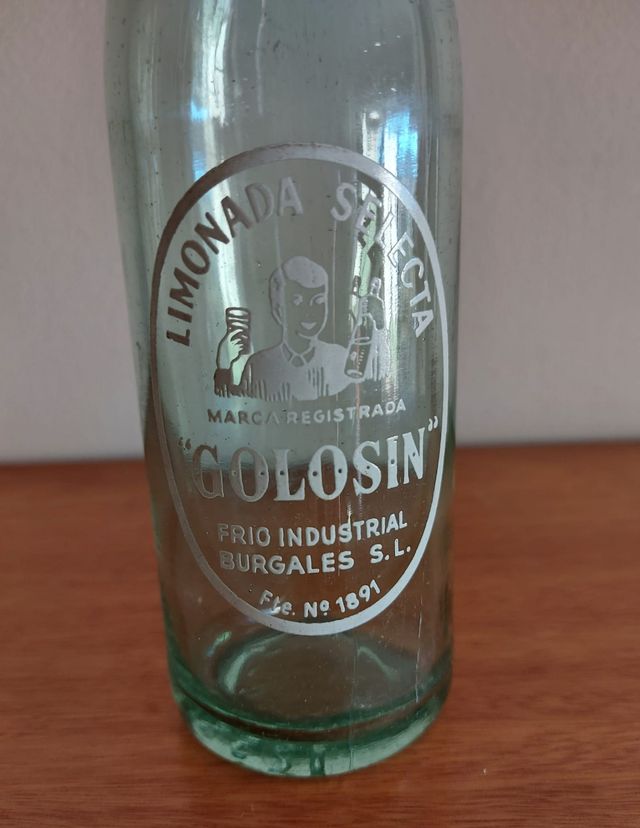 LIMONADA SELECTA
MARCA REGISTRADA
"GOLOSIN"
FRIO INDUSTRIAL
BURGALES S.L.
Fte. Nº 1891